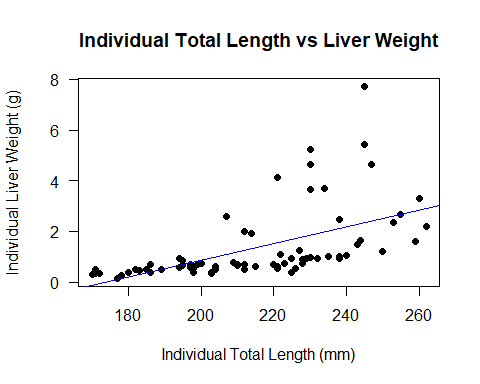 Individual Total Length vs Liver Weight
Individual Liver Weight (g)
8
6
4
2
0
180 200 220 240 260
Individual Total Length (mm)